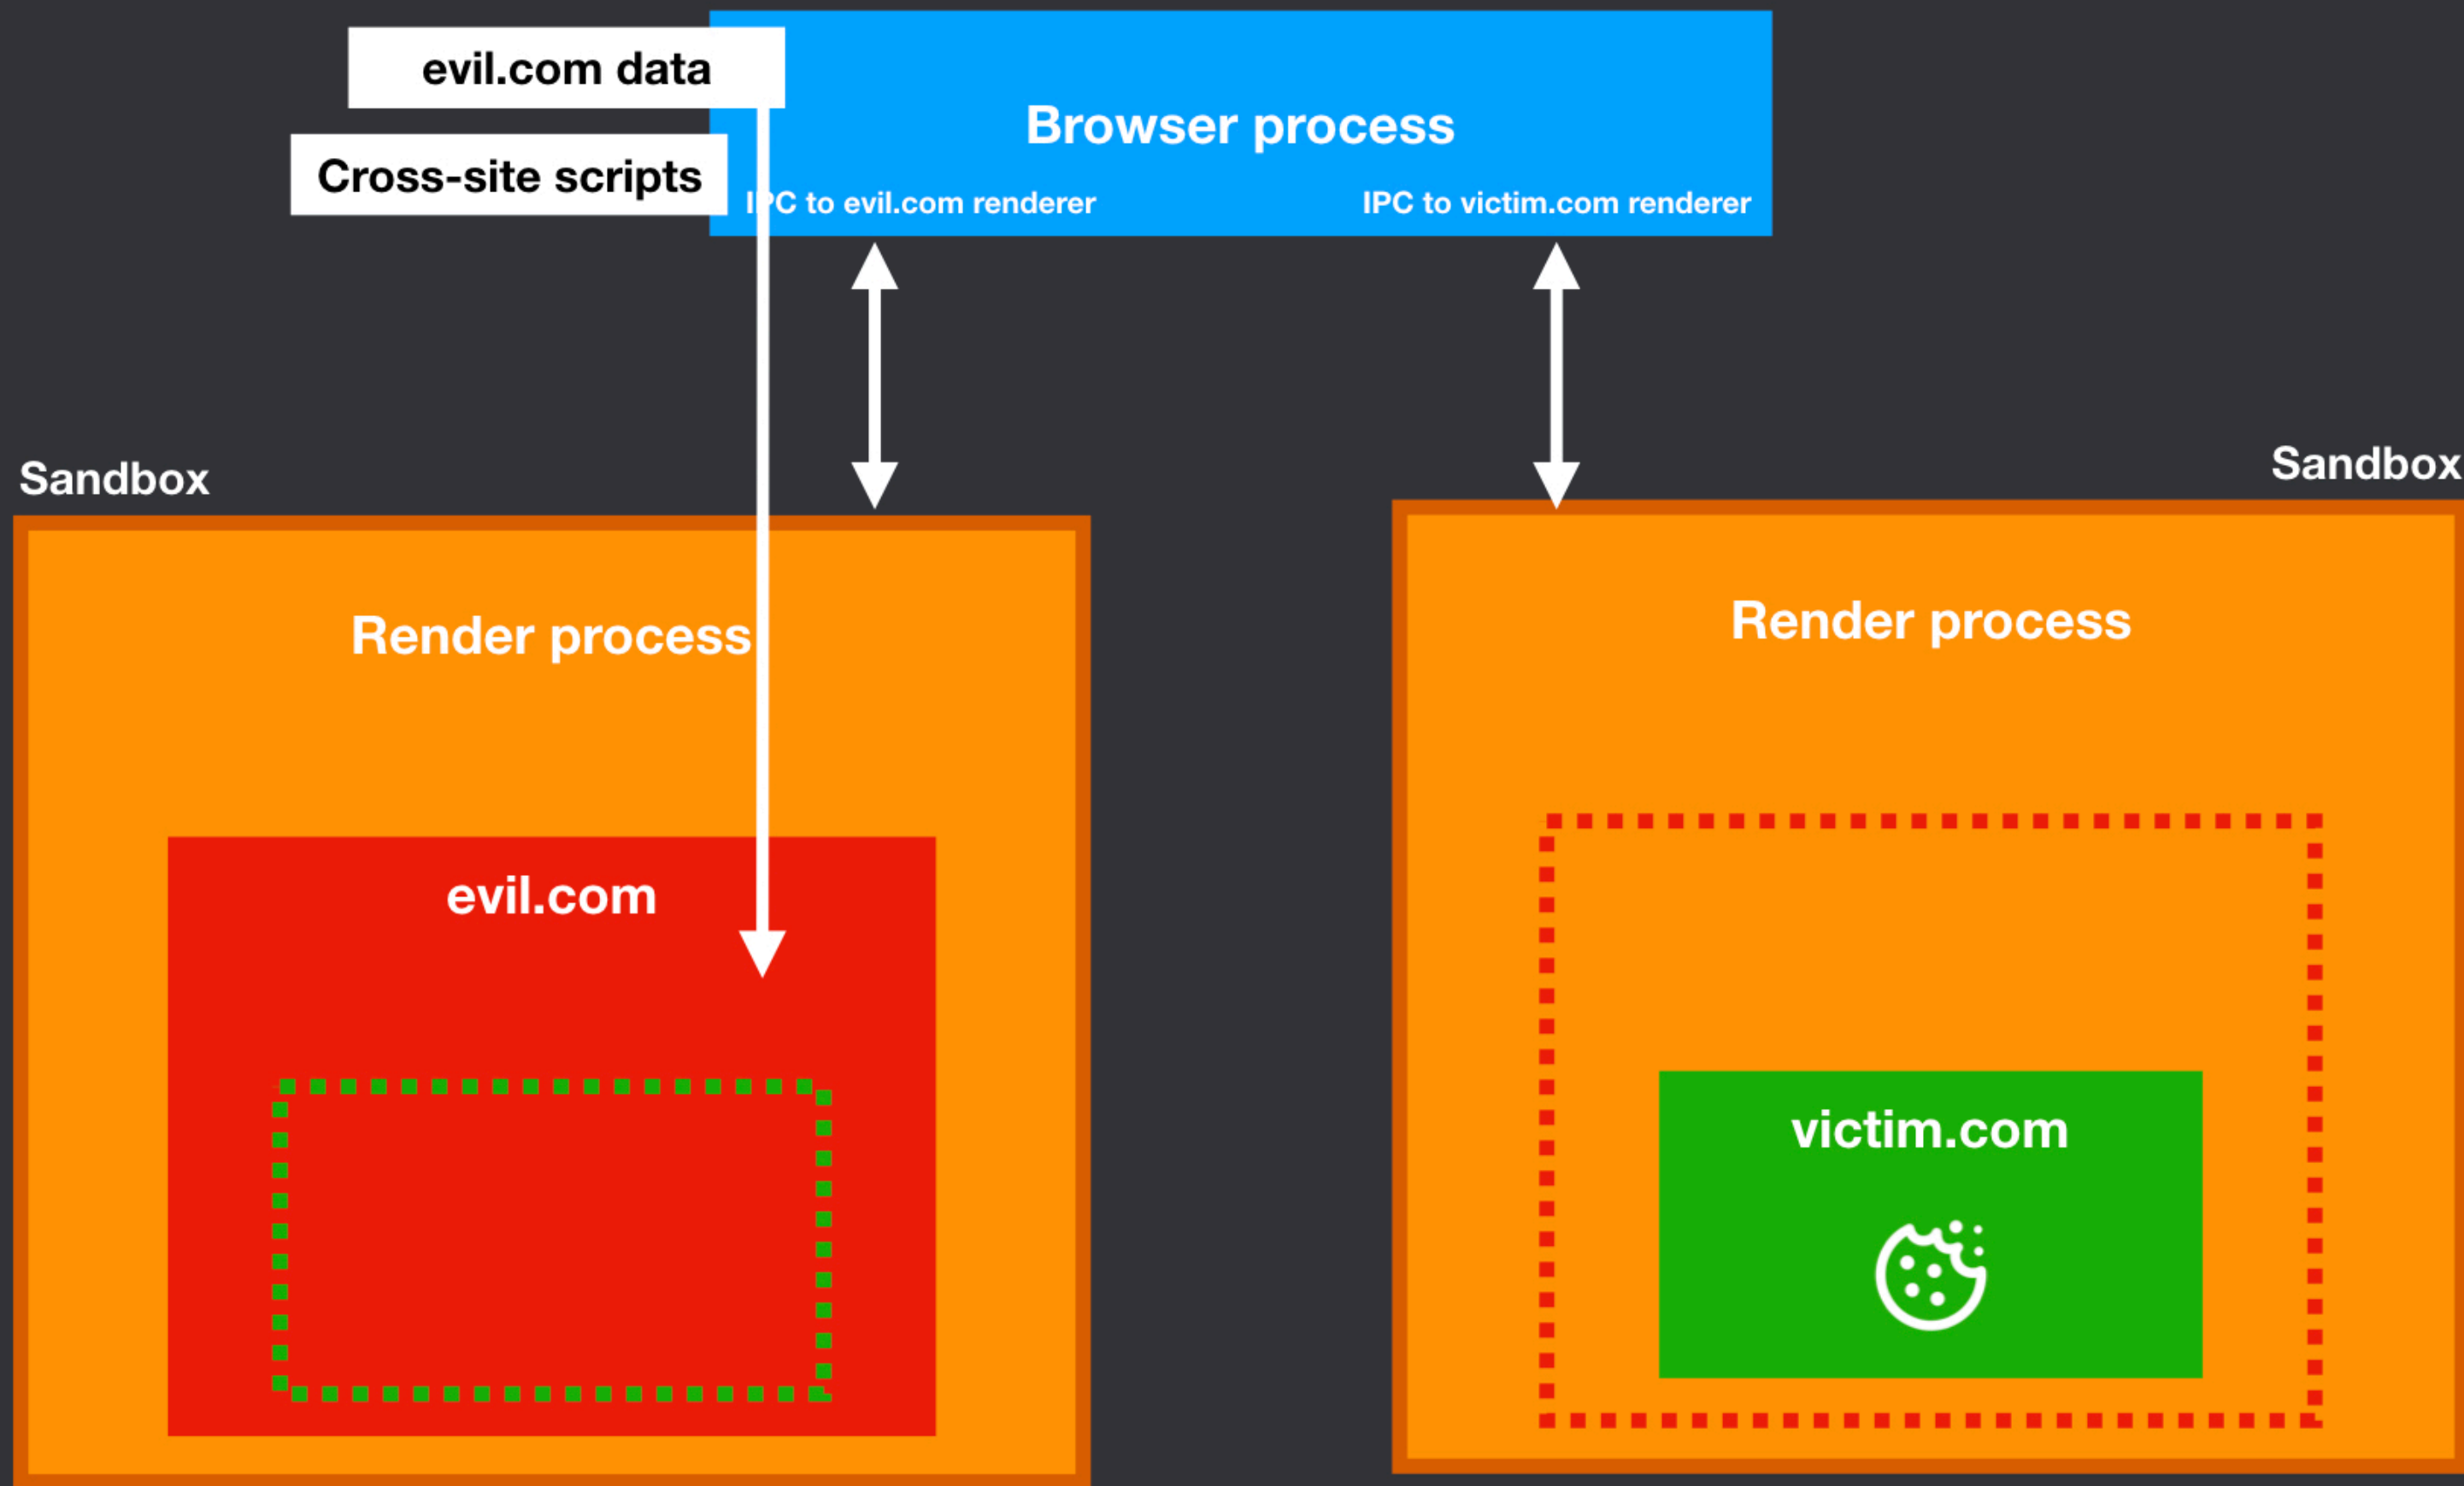 evil.com data
Browser process
Cross-site scripts
IPC to evil.com renderer
IPC to victim.com renderer
Sandbox
Sandbox
Render process
Render process
evil.com
victim.com